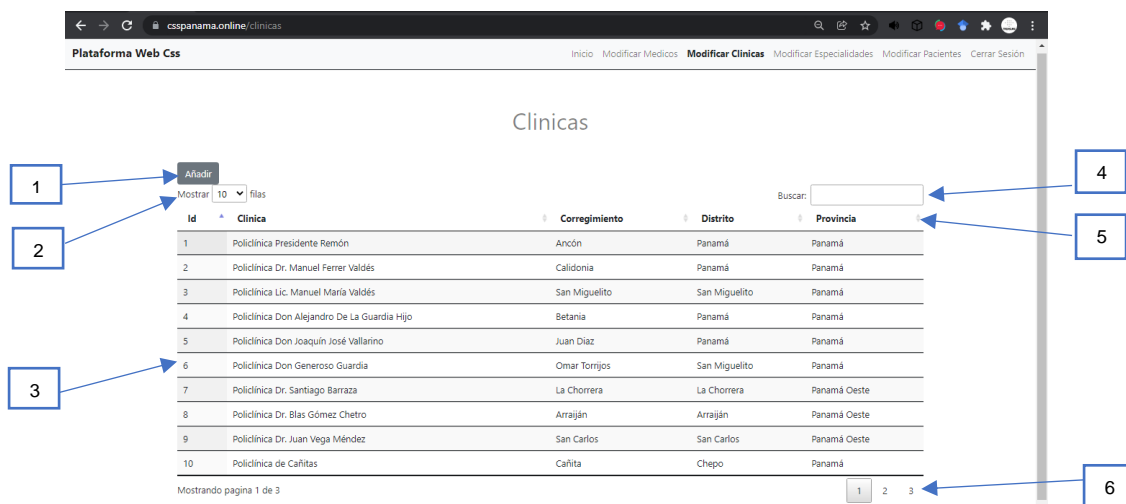 csspanama.online/clinicas
Plataforma Web Css Inicio Modificar Medicos Modificar Clinicas Modificar Especialidades Modificar Pacientes Cerrar Sesión
Clinicas
1 Añadir 4
Mostrar 10 filas Buscar:
Id Clinica Corregimiento Distrito Provincia 5
2 1 Policlínica Presidente Remón Ancón Panamá Panamá
2 Policlínica Dr. Manuel Ferrer Valdés Calidonia Panamá Panamá
3 Policlínica Lic. Manuel María Valdés San Miguelito San Miguelito Panamá
4 Policlínica Don Alejandro De La Guardia Hijo Betania Panamá Panamá
5 Policlínica Don Joaquín José Vallarino Juan Díaz Panamá Panamá
6 Policlínica Don Generoso Guardia Omar Torrijos San Miguelito Panamá
3 7 Policlínica Dr. Santiago Barraza La Chorrera La Chorrera Panamá Oeste
8 Policlínica Dr. Blas Gómez Chetro Arraiján Arraiján Panamá Oeste
9 Policlínica Dr. Juan Vega Méndez San Carlos San Carlos Panamá Oeste
10 Policlínica de Cañitas Cañita Chepo Panamá
Mostrando pagina 1 de 3 1 2 3 6